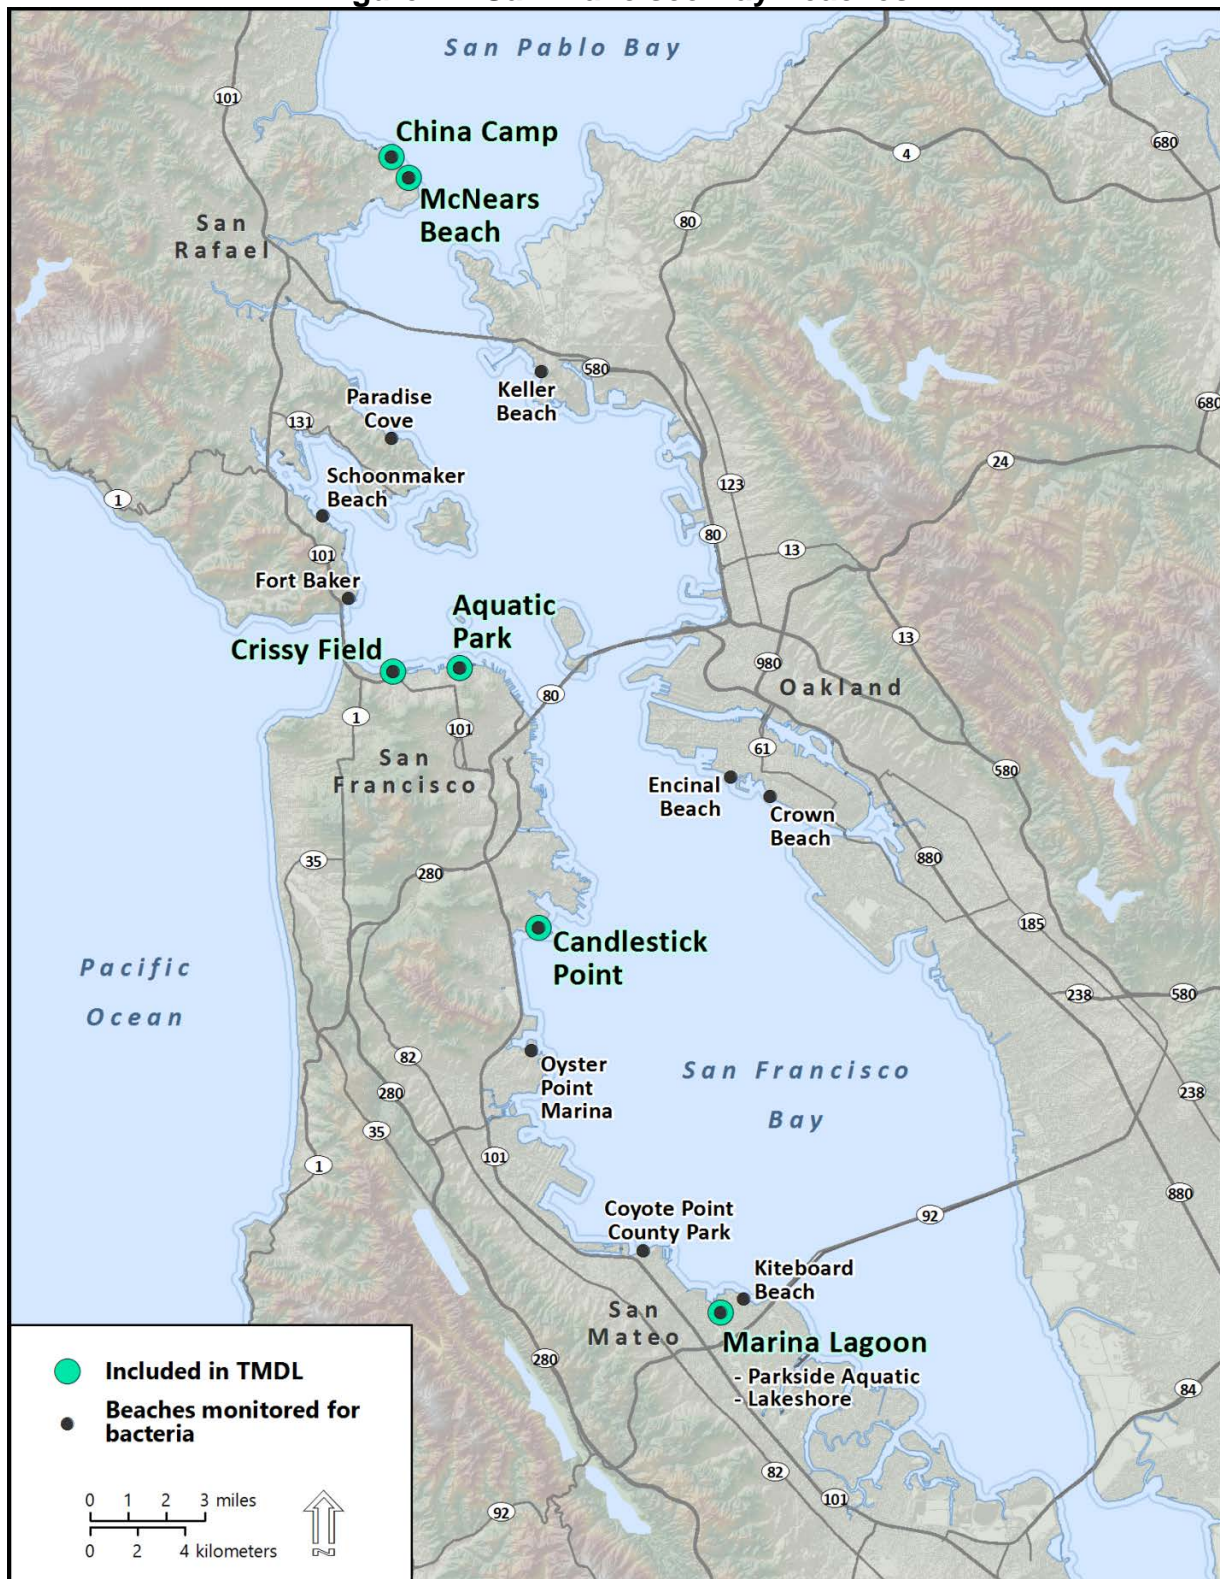 San Pablo Bay
101
China Camp
680
4
McNears
Beach
80
San
Rafael
580
Keller
Beach
Paradise
Cove
680
131
24
Schoonmaker
Beach
123
1
80
13
101
Fort Baker
Aquatic
Park
13
Crissy Field
980
Oakland
80
1
101
61
San
Francisco
580
Encinal
Beach
Crown
Beach
35
280
880
185
Candlestick
Point
Pacific
Ocean
238
580
82
Oyster
Point
Marina
San Francisco
Bay
280
238
35
101
1
880
Coyote Point
County Park
92
Kiteboard
Beach
San
Mateo
Marina Lagoon
- Parkside Aquatic
- Lakeshore
280
84
82
101
92
Included in TMDL
Beaches monitored for
bacteria
0 1 2 3 miles
0 2 4 kilometers
N